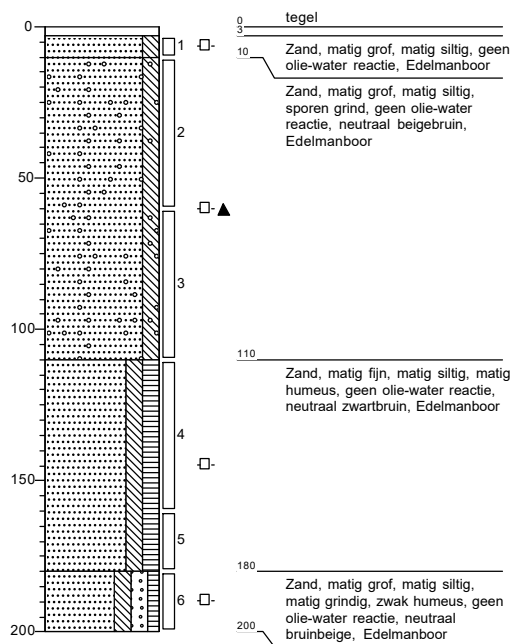 0
50
100
150
200
1
2
3
4
5
6
0
tegel
3
Zand, matig grof, matig siltig, geen
olie-water reactie, Edelmanboor
10
Zand, matig grof, matig siltig,
sporen grind, geen olie-water
reactie, neutraal beigebruin,
Edelmanboor
110
Zand, matig fijn, matig siltig, matig
humeus, geen olie-water reactie,
neutraal zwartbruin, Edelmanboor
180
Zand, matig grof, matig siltig,
matig grindig, zwak humeus, geen
olie-water reactie, neutraal
bruinbeige, Edelmanboor
200